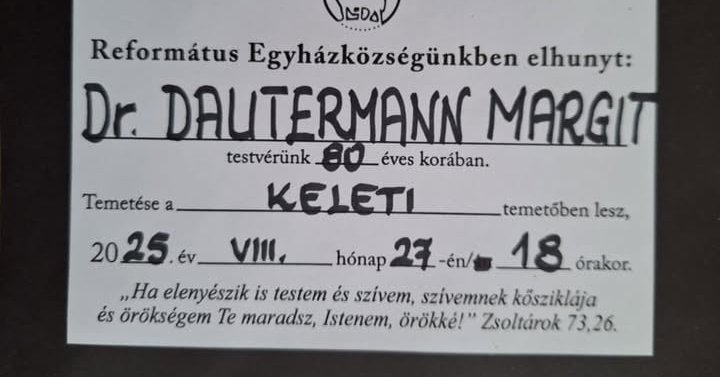 Református Egyházközségünkben elhunyt:
Dr. DAUTERMANN MARGIT
testvérünk 80 éves korában.
Temetése a KELETI temetőben lesz,
2025. év VIII. hónap 27-én/ 18 órakor.
„Ha elenyészik is testem és szívem, szívemnek kősziklája
és örökségem Te maradsz, Istenem, örökké!" Zsoltárok 73,26.